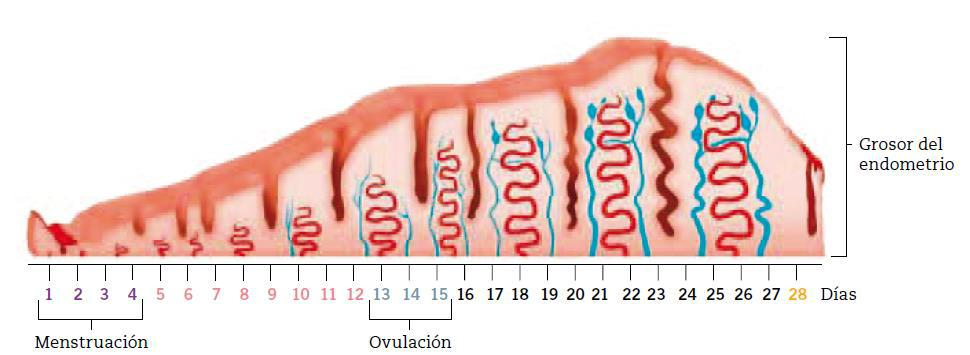 Grosor del
endometrio
1 2 3 4 5 6 7 8 9 10 11 12 13 14 15 16 17 18 19 20 21 22 23 24 25 26 27 28 Días
Menstruación Ovulación